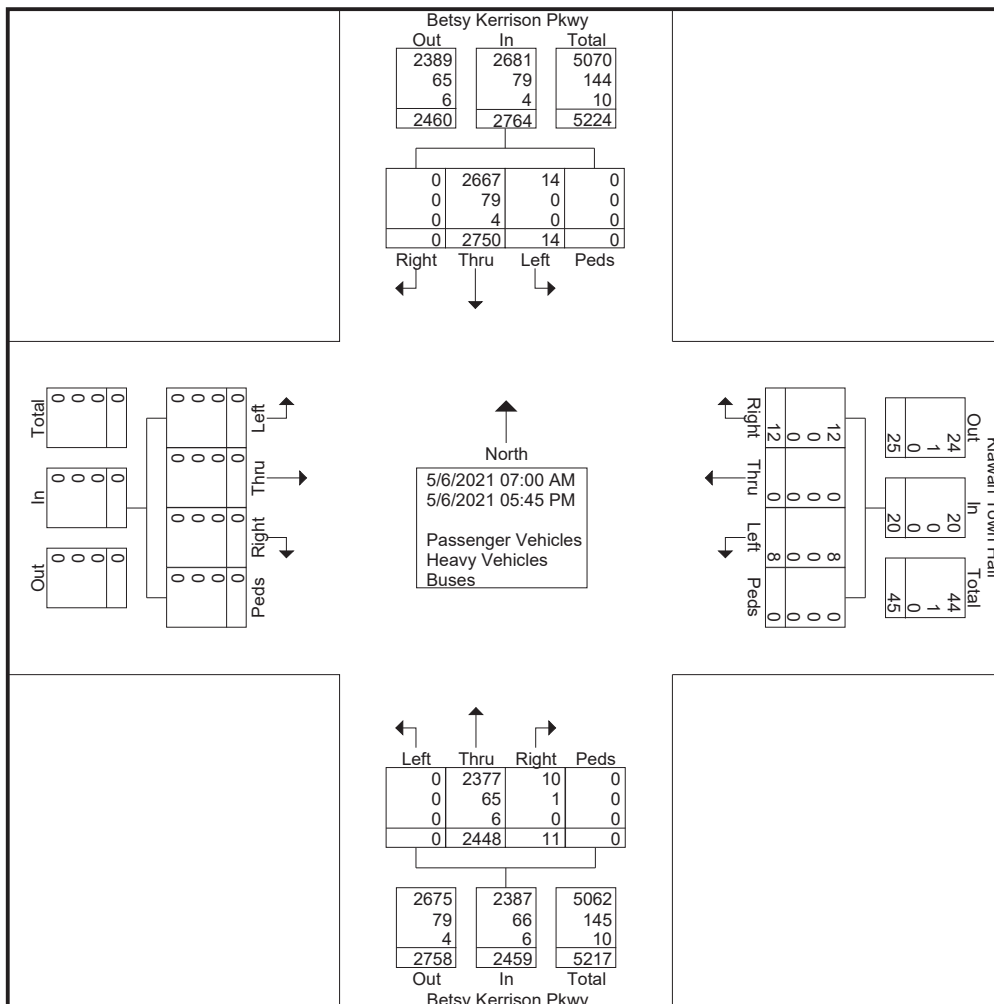 Betsy Kerrison Pkwy
Out In Total
2389 2681 5070
65 79 144
6 4 10
2460 2764 5224
0 2667 14 0
0 79 0 0
0 4 0 0
0 2750 14 0
Right Thru Left Peds
Total
0 0 0 0
In
0 0 0 0
Out
0 0 0 0
Left
0 0 0 0
Thru
0 0 0 0
Right
0 0 0 0
Peds
0 0 0 0
North
5/6/2021 07:00 AM
5/6/2021 05:45 PM
Passenger Vehicles
Heavy Vehicles
Buses
Right
12 0 0 12
Thru
0 0 0 0
Left
8 0 0 8
Peds
0 0 0 0
Town Hall
Out
24 1 0 25
In
20 0 0 20
Total
44 1 0 45
Left Thru Right Peds
0 2377 10 0
0 65 1 0
0 6 0 0
0 2448 11 0
2675 2387 5062
79 66 145
4 6 10
2758 2459 5217
Out In Total
Betsy Kerrison Pkwy